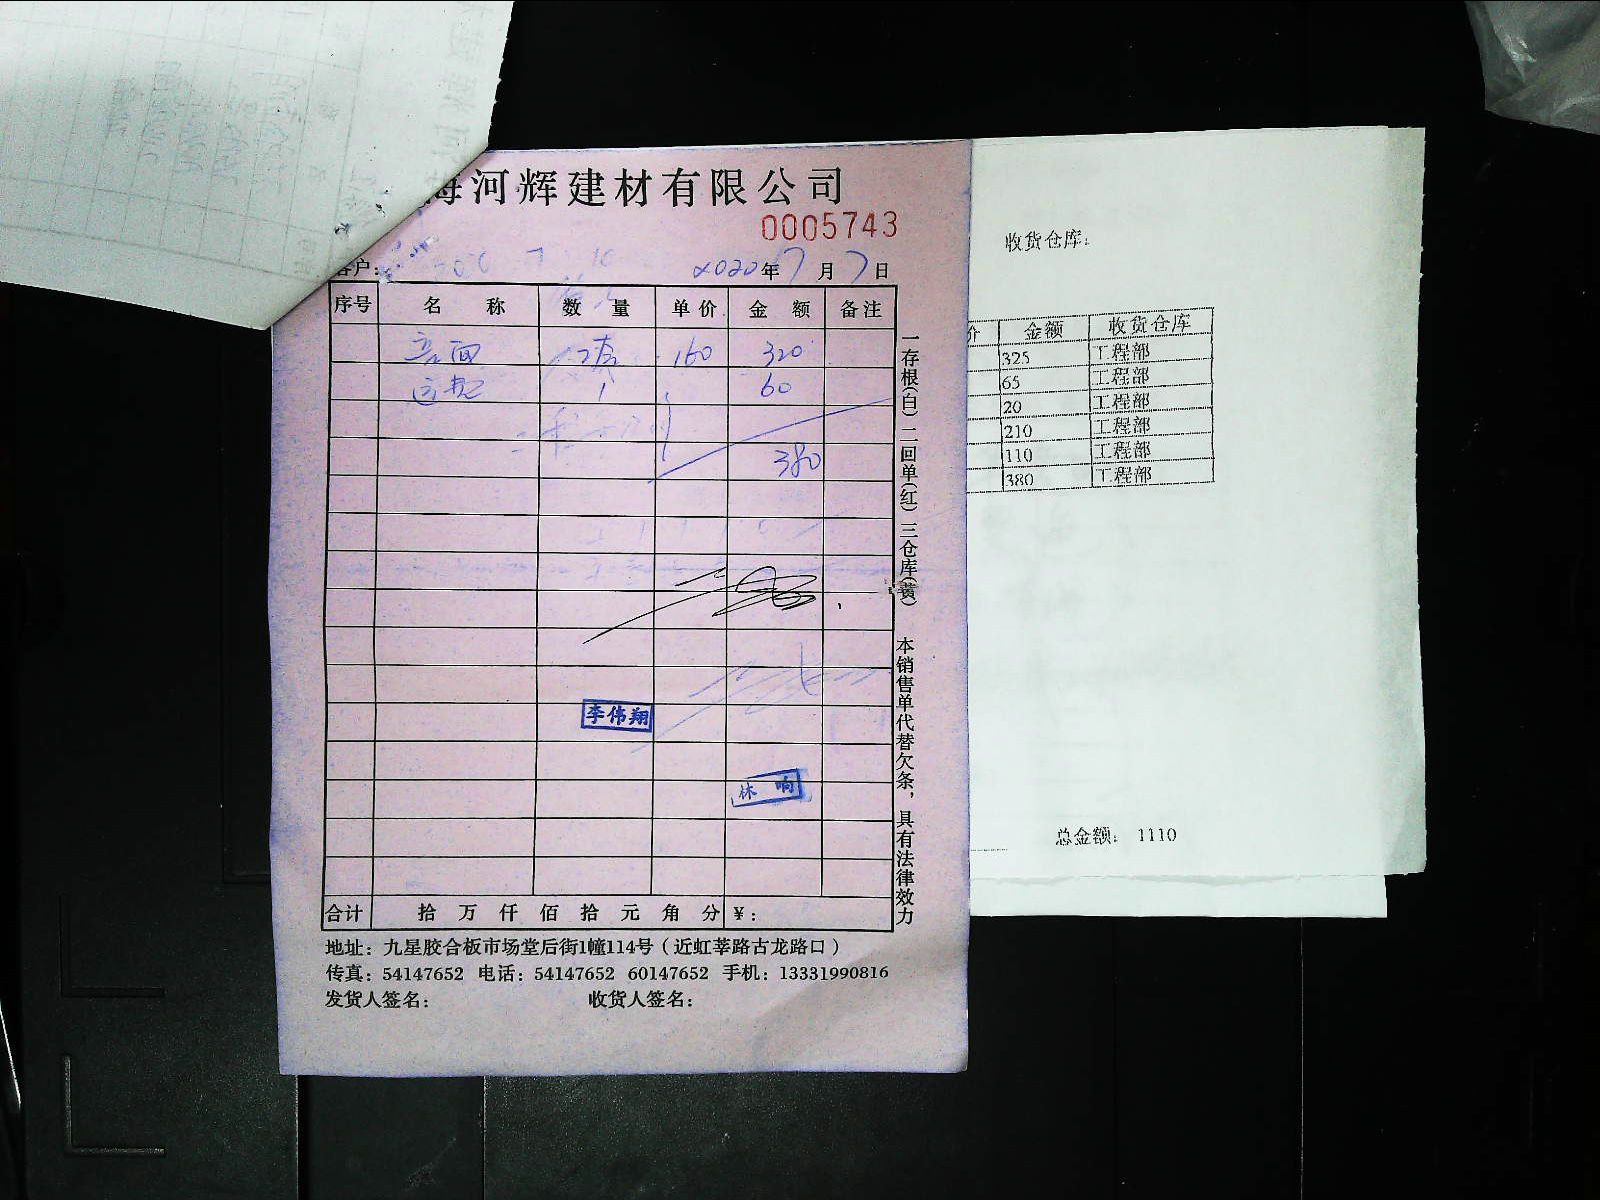 海河辉建材有限公司
0005743
客户： 2020年7月7日
序号 名称 数量 单价 金额 备注
台面 2套 160 320
运费 1 60
380
李伟翔
林响
合计 拾 万 仟 佰 拾 元 角 分 ¥：
地址：九星胶合板市场堂后街1幢114号（近虹莘路古龙路口）
传真：54147652 电话：54147652 60147652 手机：13331990816
发货人签名： 收货人签名：
一存根(白) 二回单(红) 三仓库(黄) 本销售单代替欠条，具有法律效力
收货仓库：
价 金额 收货仓库
325 工程部
65 工程部
20 工程部
210 工程部
110 工程部
380 工程部
总金额： 1110